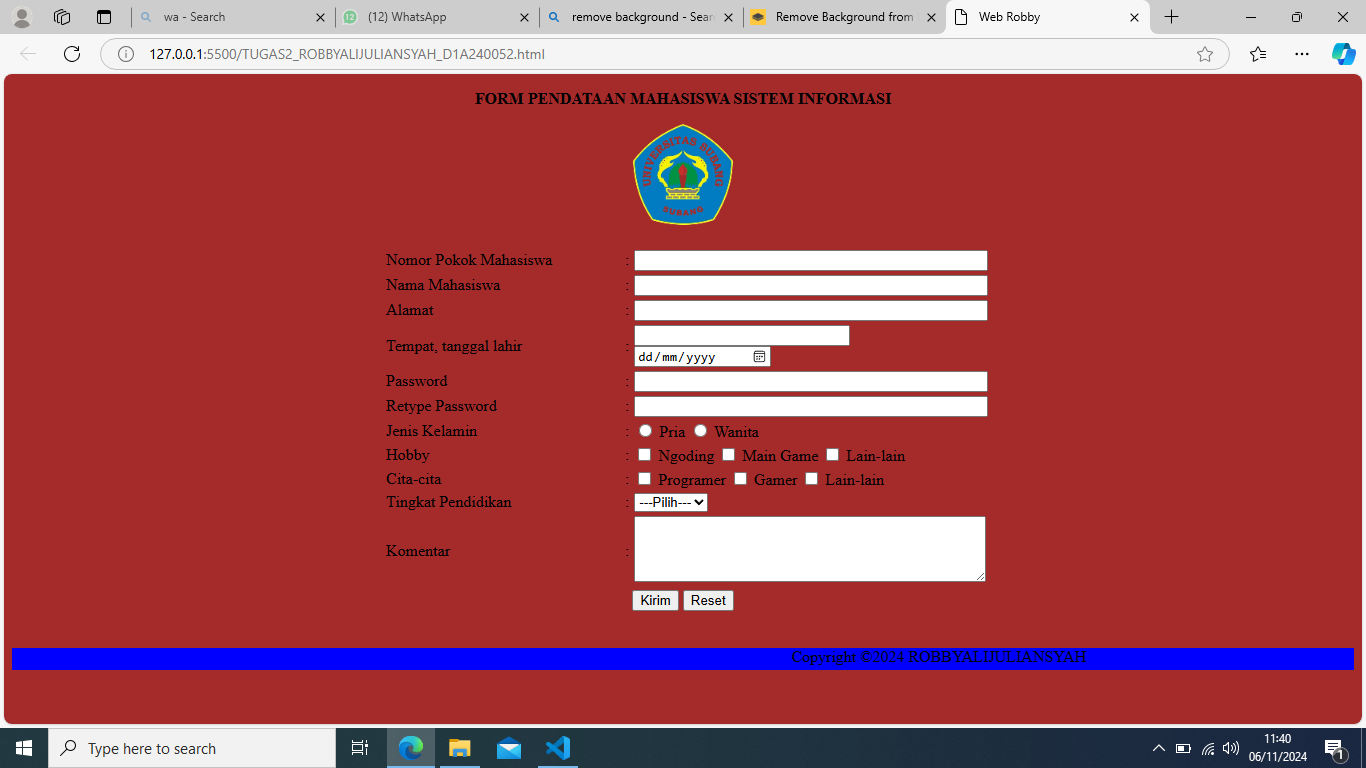 wa - Search
(12) WhatsApp
remove background - Sear
Remove Background from
Web Robby
127.0.0.1:5500/TUGAS2_ROBBYALIJULIANSYAH_D1A240052.html
FORM PENDATAAN MAHASISWA SISTEM INFORMASI
UNIVERSITAS SUBANG
SUBANG
Nomor Pokok Mahasiswa :
Nama Mahasiswa :
Alamat :
Tempat, tanggal lahir :
dd/mm/yyyy
Password :
Retype Password :
Jenis Kelamin : Pria Wanita
Hobby : Ngoding Main Game Lain-lain
Cita-cita : Programer Gamer Lain-lain
Tingkat Pendidikan : ---Pilih---
Komentar :
Kirim Reset
Copyright ©2024 ROBBYALIJULIANSYAH
Type here to search
11:40
06/11/2024
1